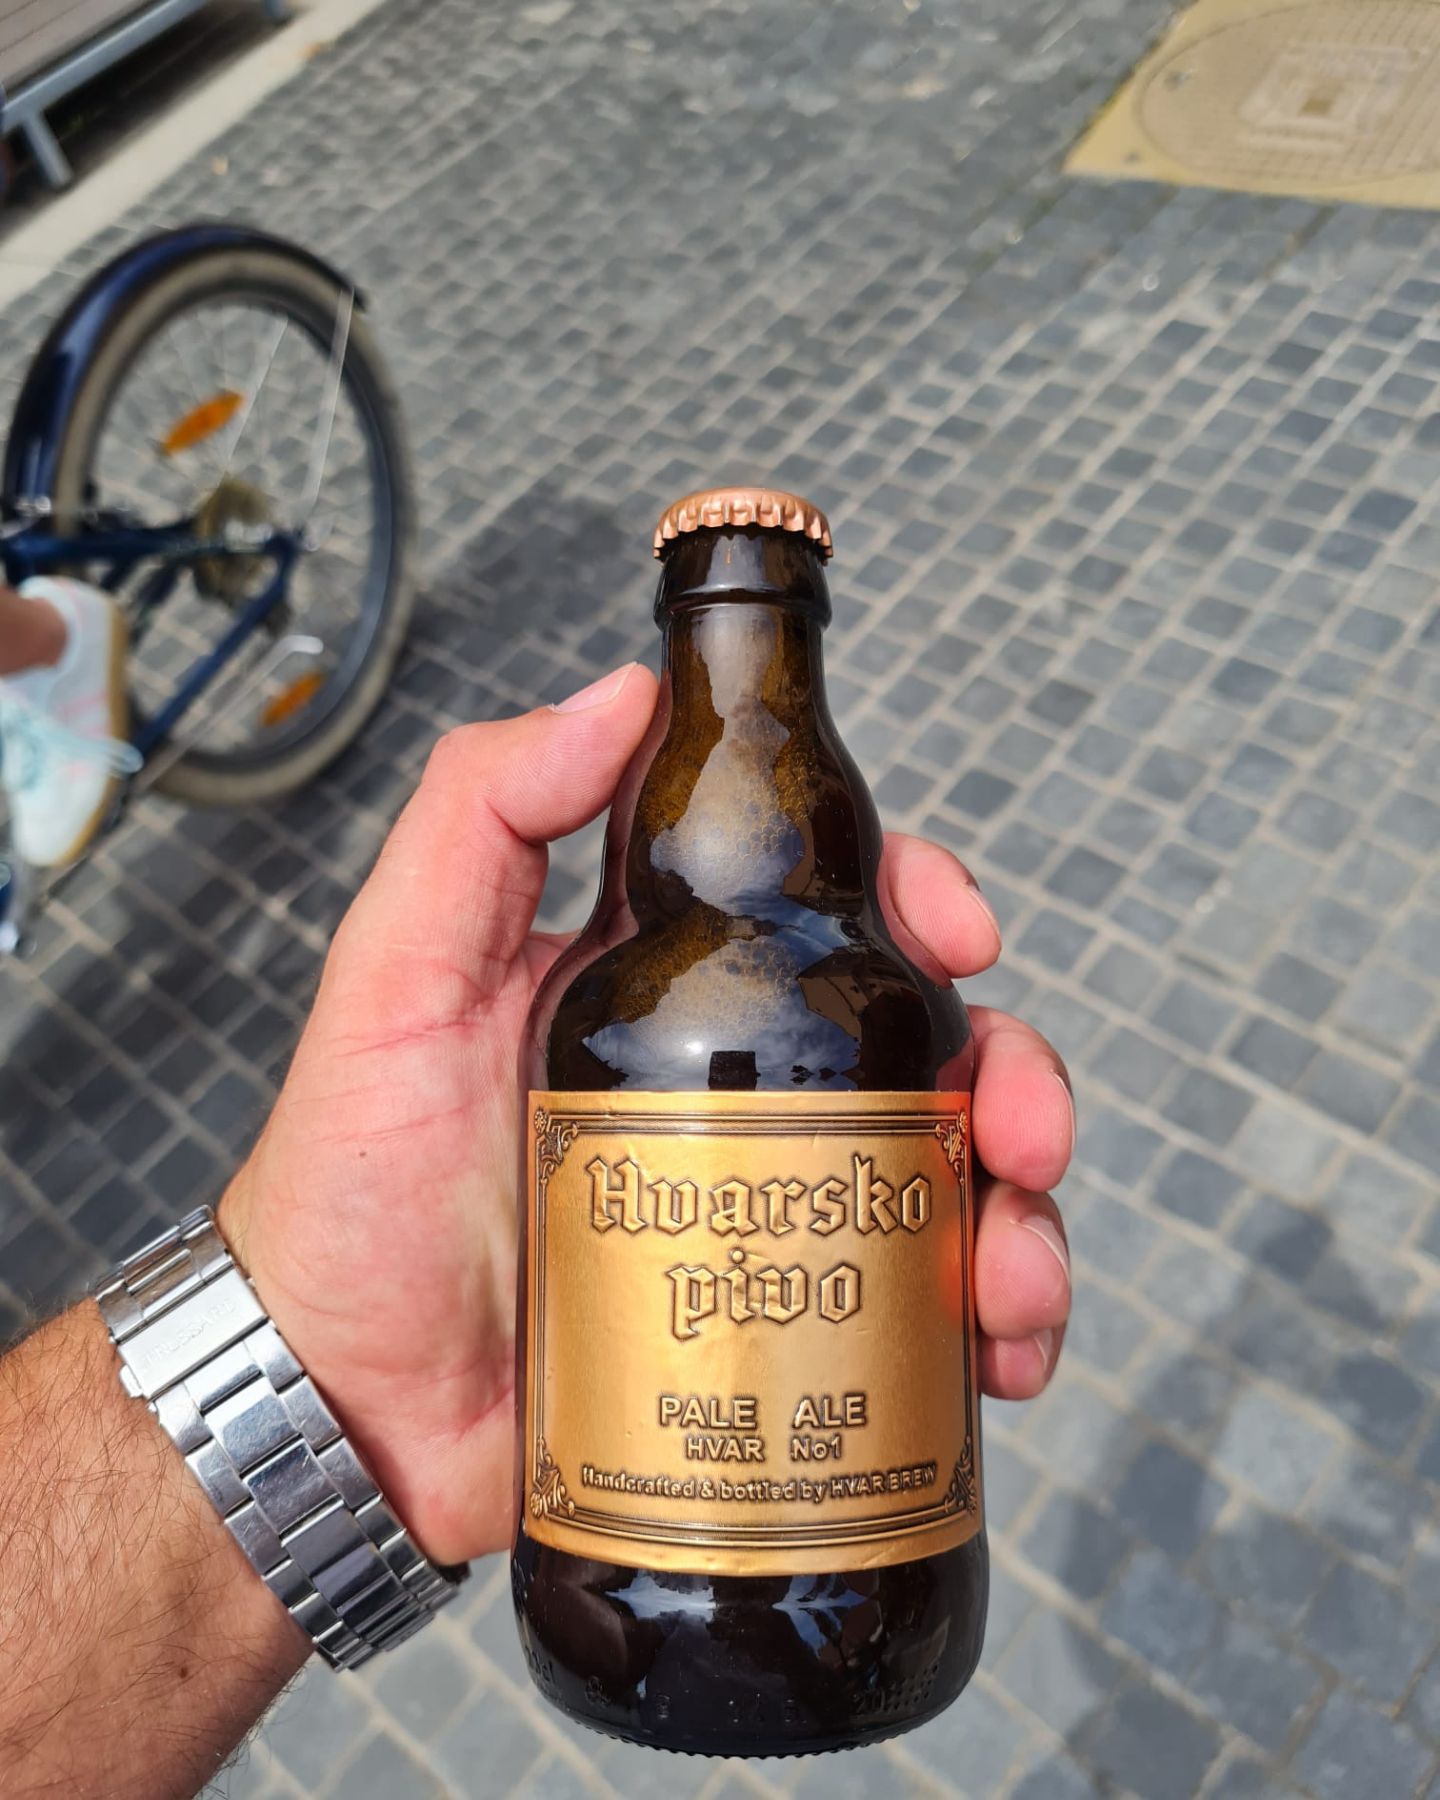 Hvarsko
pivo
PALE ALE
HVAR No1
Handcrafted & bottled by HVAR BREW